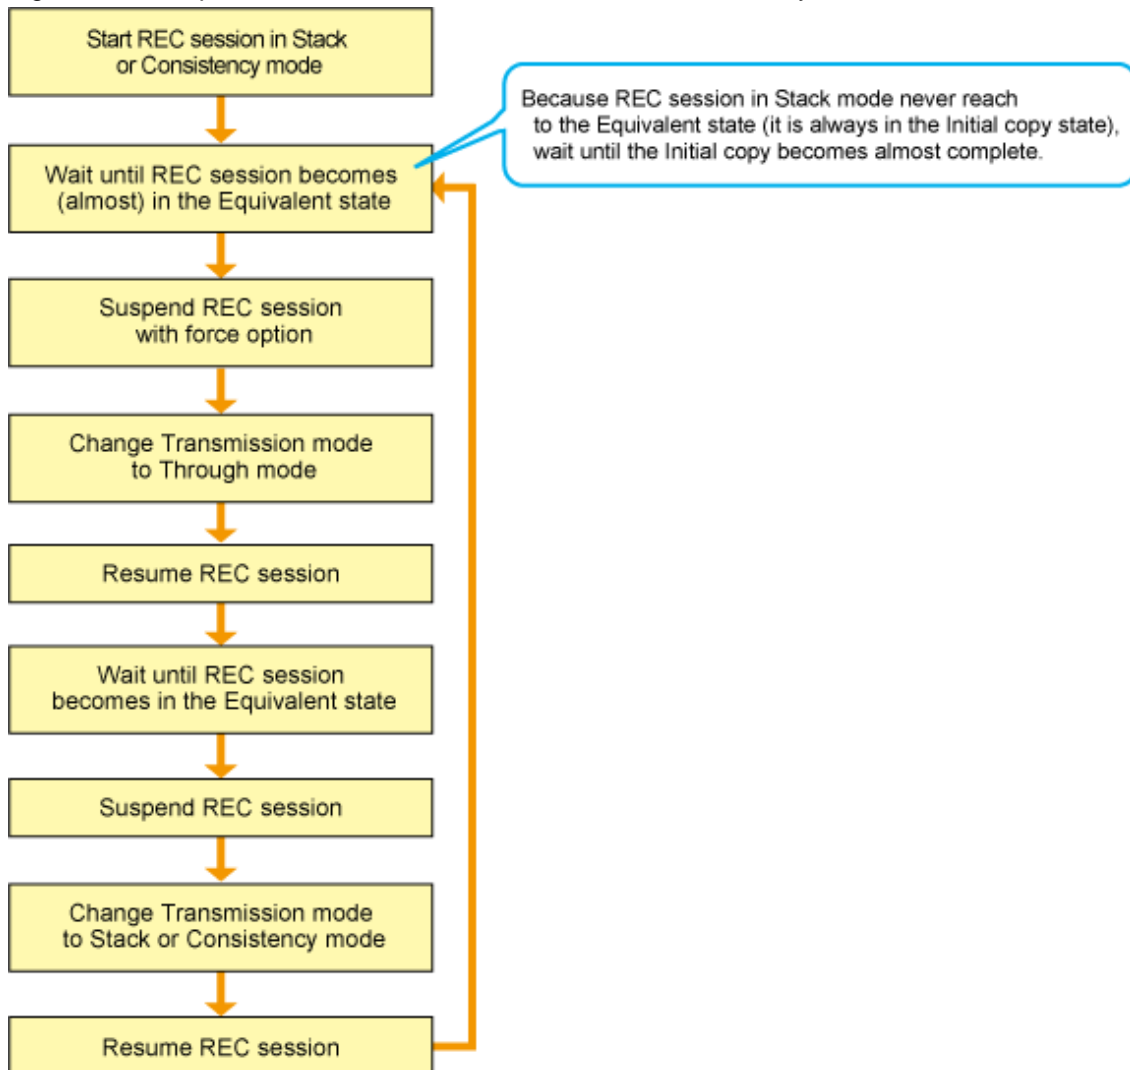 Start REC session in Stack
or Consistency mode
Because REC session in Stack mode never reach
to the Equivalent state (it is always in the Initial copy state),
wait until the Initial copy becomes almost complete.
Wait until REC session becomes
(almost) in the Equivalent state
Suspend REC session
with force option
Change Transmission mode
to Through mode
Resume REC session
Wait until REC session
becomes in the Equivalent state
Suspend REC session
Change Transmission mode
to Stack or Consistency mode
Resume REC session